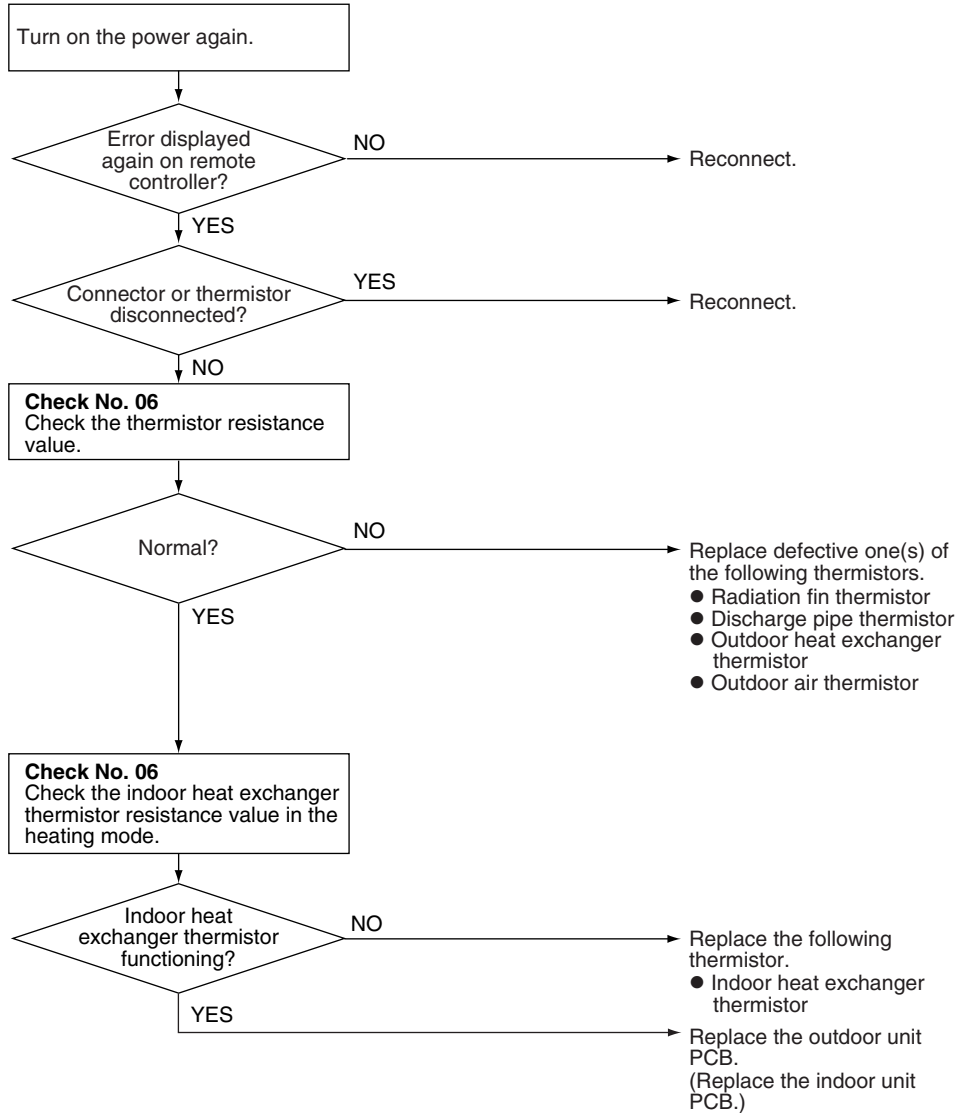 Turn on the power again.
Error displayed
again on remote
controller?
NO
Reconnect.
YES
Connector or thermistor
disconnected?
YES
Reconnect.
NO
Check No. 06
Check the thermistor resistance
value.
Normal?
NO
Replace defective one(s) of
the following thermistors.
● Radiation fin thermistor
● Discharge pipe thermistor
● Outdoor heat exchanger
thermistor
● Outdoor air thermistor
YES
Check No. 06
Check the indoor heat exchanger
thermistor resistance value in the
heating mode.
Indoor heat
exchanger thermistor
functioning?
NO
Replace the following
thermistor.
● Indoor heat exchanger
thermistor
YES
Replace the outdoor unit
PCB.
(Replace the indoor unit
PCB.)